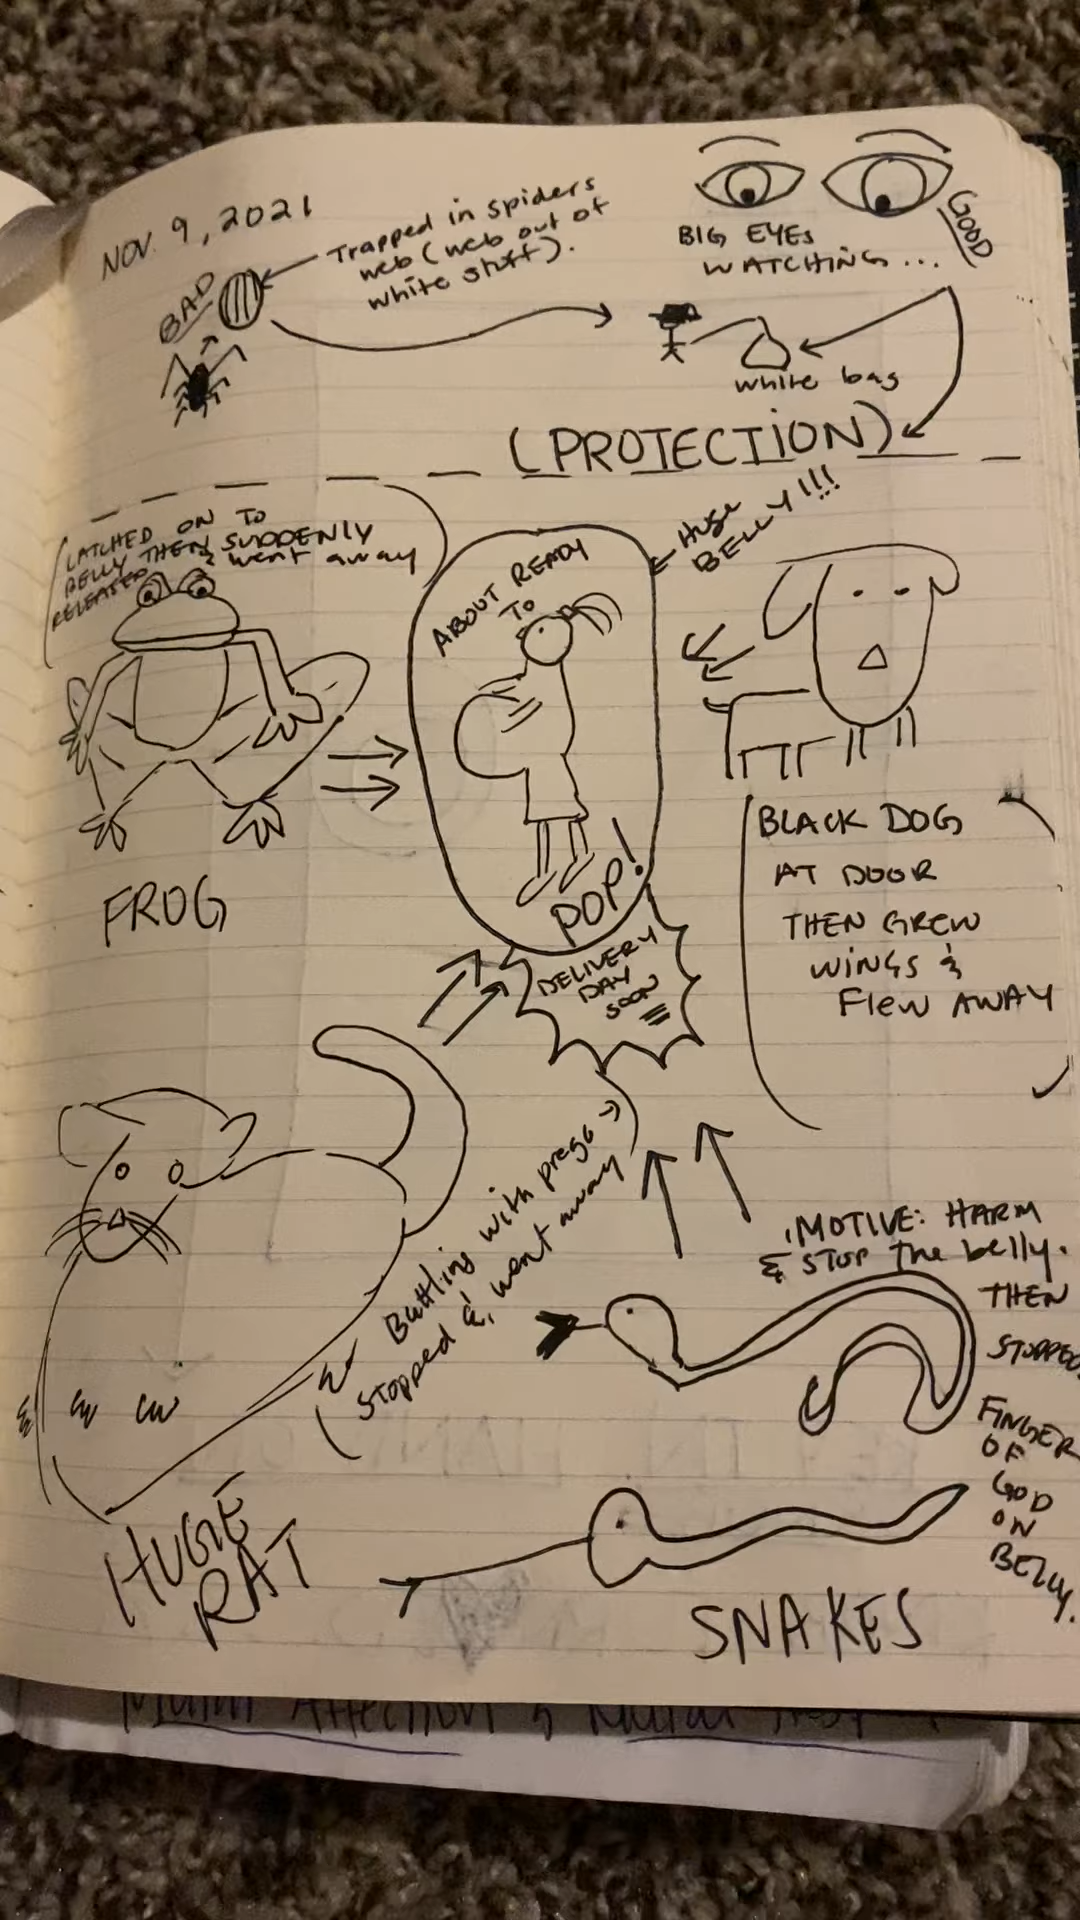 NOV. 9, 2021
BAD
Trapped in spiders
web (web out of
white stuff).
BIG EYES
WATCHING...
GOOD
white bag
(PROTECTION)
LATCHED ON TO
BELLY THEN SUDDENLY
RELEASED & went away
FROG
ABOUT READY
TO
POP!
HUGE
BELLY!!!
DELIVERY
DAY
SOON
BLACK DOG
AT DOOR
THEN GREW
WINGS &
FLEW AWAY
Battling with prego
stopped & went away
HUGE
RAT
MOTIVE: HARM
& STOP The belly.
THEN
STOPPED
FINGER
OF
GOD
ON
BELLY.
SNAKES